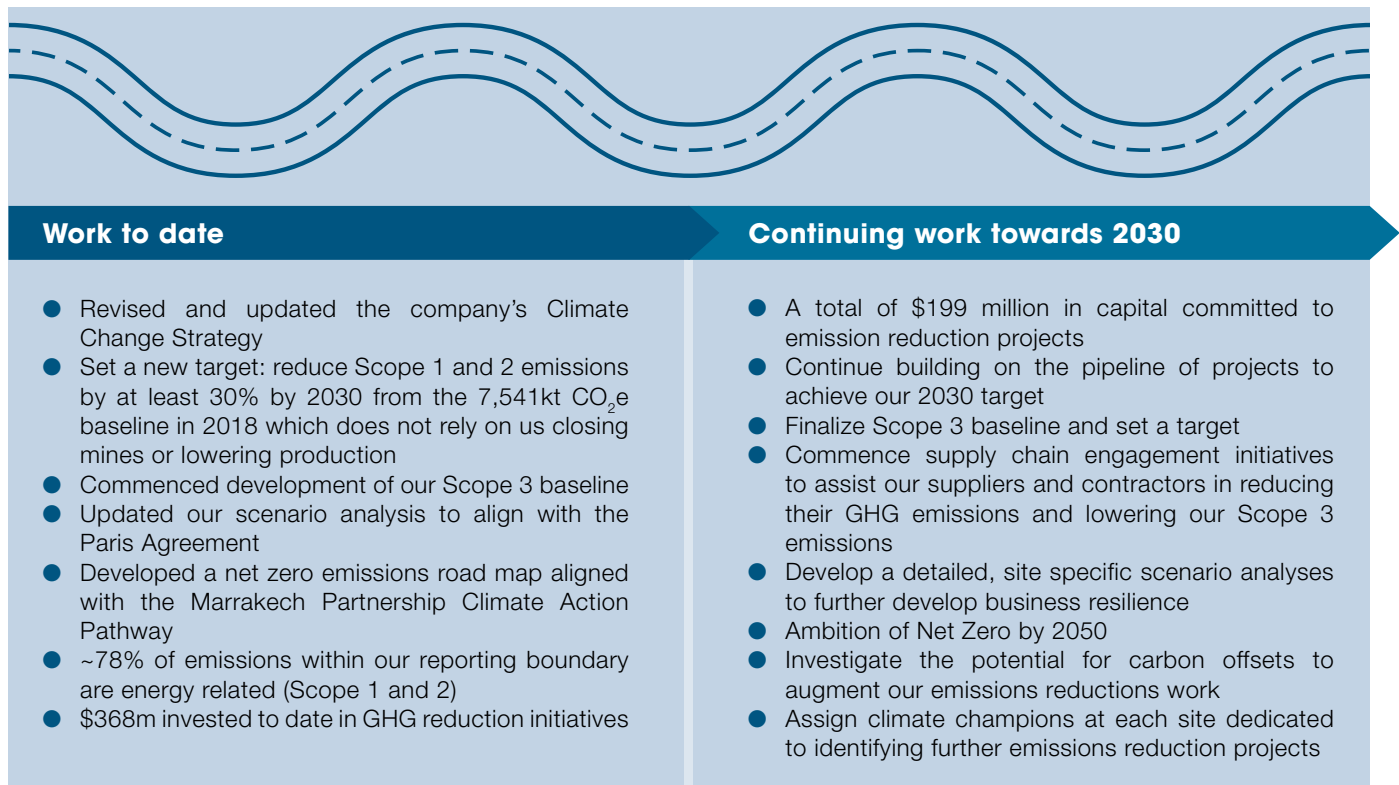 Work to date
● Revised and updated the company's Climate
Change Strategy
● Set a new target: reduce Scope 1 and 2 emissions
by at least 30% by 2030 from the 7,541kt CO₂e
baseline in 2018 which does not rely on us closing
mines or lowering production
● Commenced development of our Scope 3 baseline
● Updated our scenario analysis to align with the
Paris Agreement
● Developed a net zero emissions road map aligned
with the Marrakech Partnership Climate Action
Pathway
● ~78% of emissions within our reporting boundary
are energy related (Scope 1 and 2)
● $368m invested to date in GHG reduction initiatives
Continuing work towards 2030
● A total of $199 million in capital committed to
emission reduction projects
● Continue building on the pipeline of projects to
achieve our 2030 target
● Finalize Scope 3 baseline and set a target
● Commence supply chain engagement initiatives
to assist our suppliers and contractors in reducing
their GHG emissions and lowering our Scope 3
emissions
● Develop a detailed, site specific scenario analyses
to further develop business resilience
● Ambition of Net Zero by 2050
● Investigate the potential for carbon offsets to
augment our emissions reductions work
● Assign climate champions at each site dedicated
to identifying further emissions reduction projects